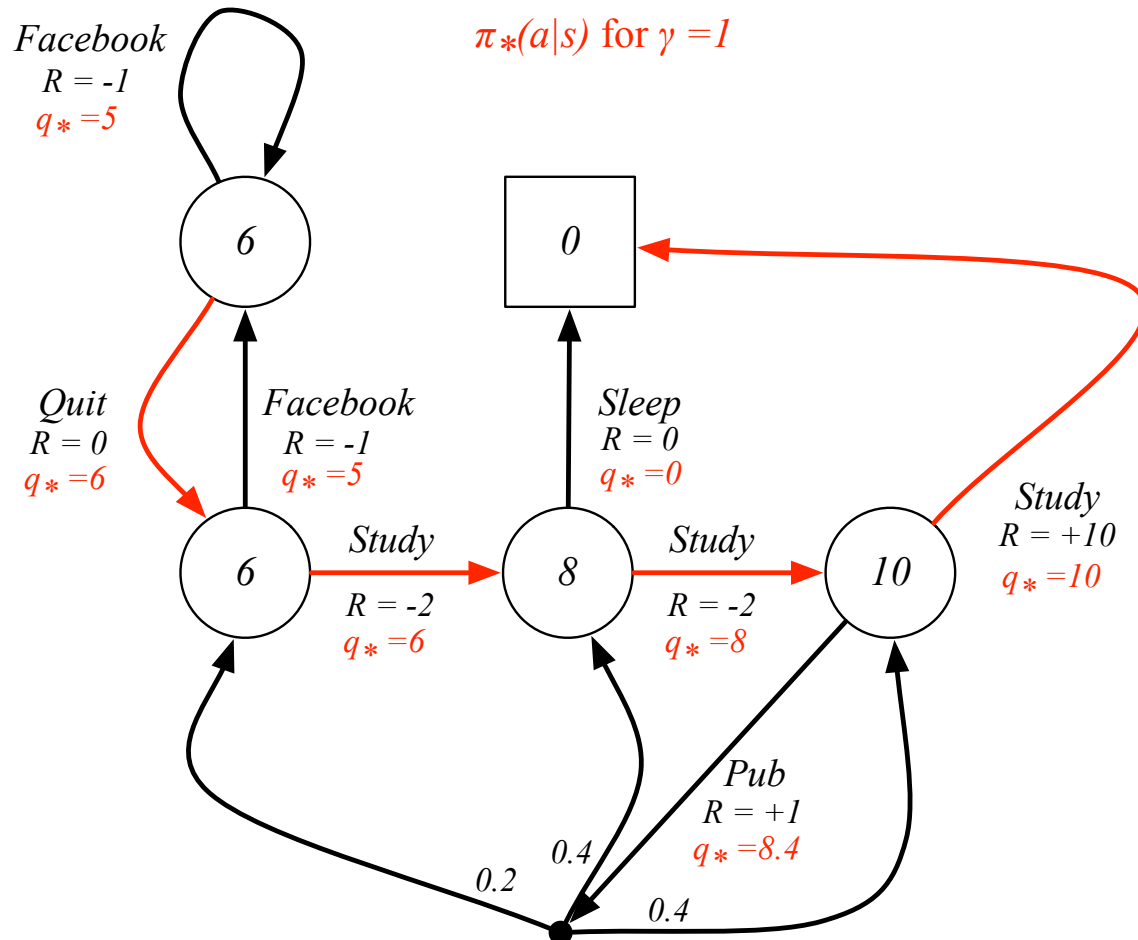 π*(a|s) for γ =1
Facebook
R = -1
q* =5
6
0
Quit
R = 0
q* =6
Facebook
R = -1
q* =5
Sleep
R = 0
q* =0
Study
R = +10
q* =10
6
Study
R = -2
q* =6
8
Study
R = -2
q* =8
10
Pub
R = +1
q* =8.4
0.2
0.4
0.4